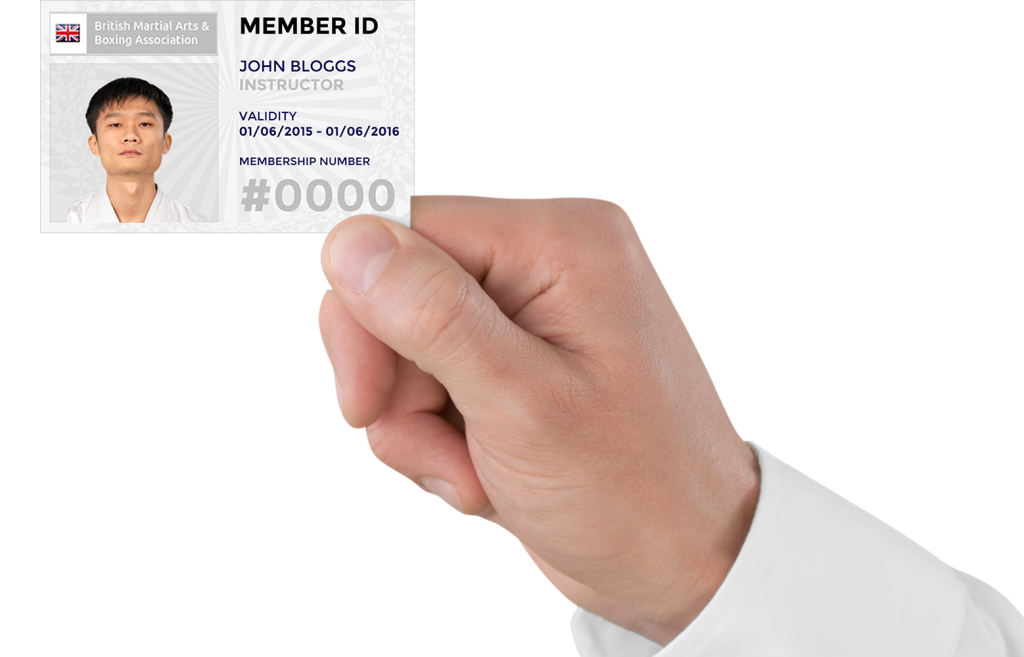 British Martial Arts &
Boxing Association
MEMBER ID
JOHN BLOGGS
INSTRUCTOR
VALIDITY
01/06/2015 - 01/06/2016
MEMBERSHIP NUMBER
#0000